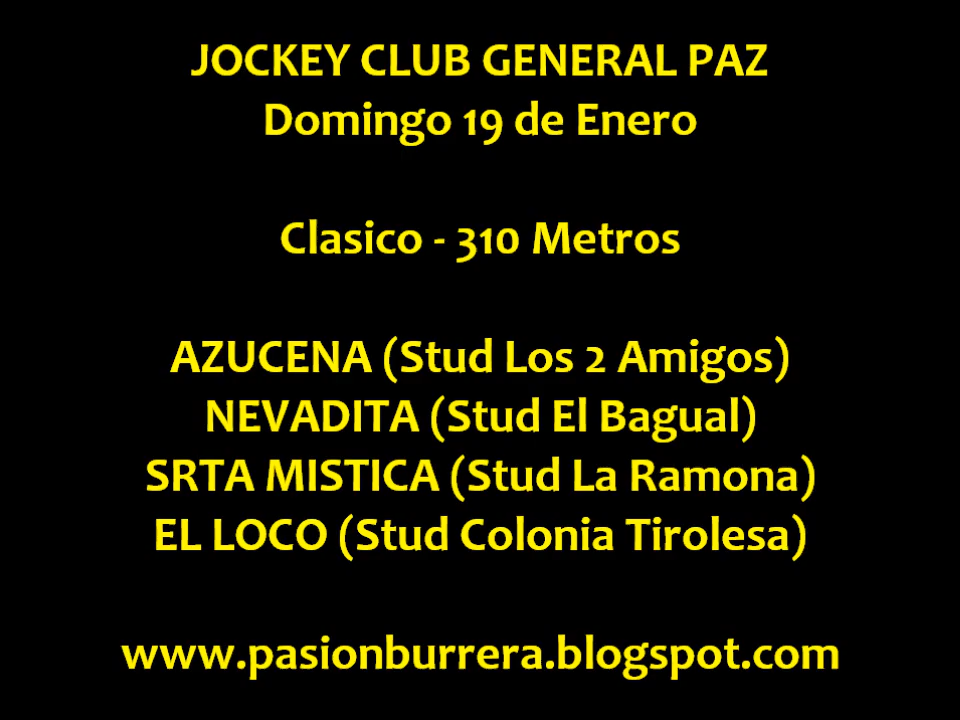 JOCKEY CLUB GENERAL PAZ
Domingo 19 de Enero
Clasico - 310 Metros
AZUCENA (Stud Los 2 Amigos)
NEVADITA (Stud El Bagual)
SRTA MISTICA (Stud La Ramona)
EL LOCO (Stud Colonia Tirolesa)
www.pasionburrera.blogspot.com